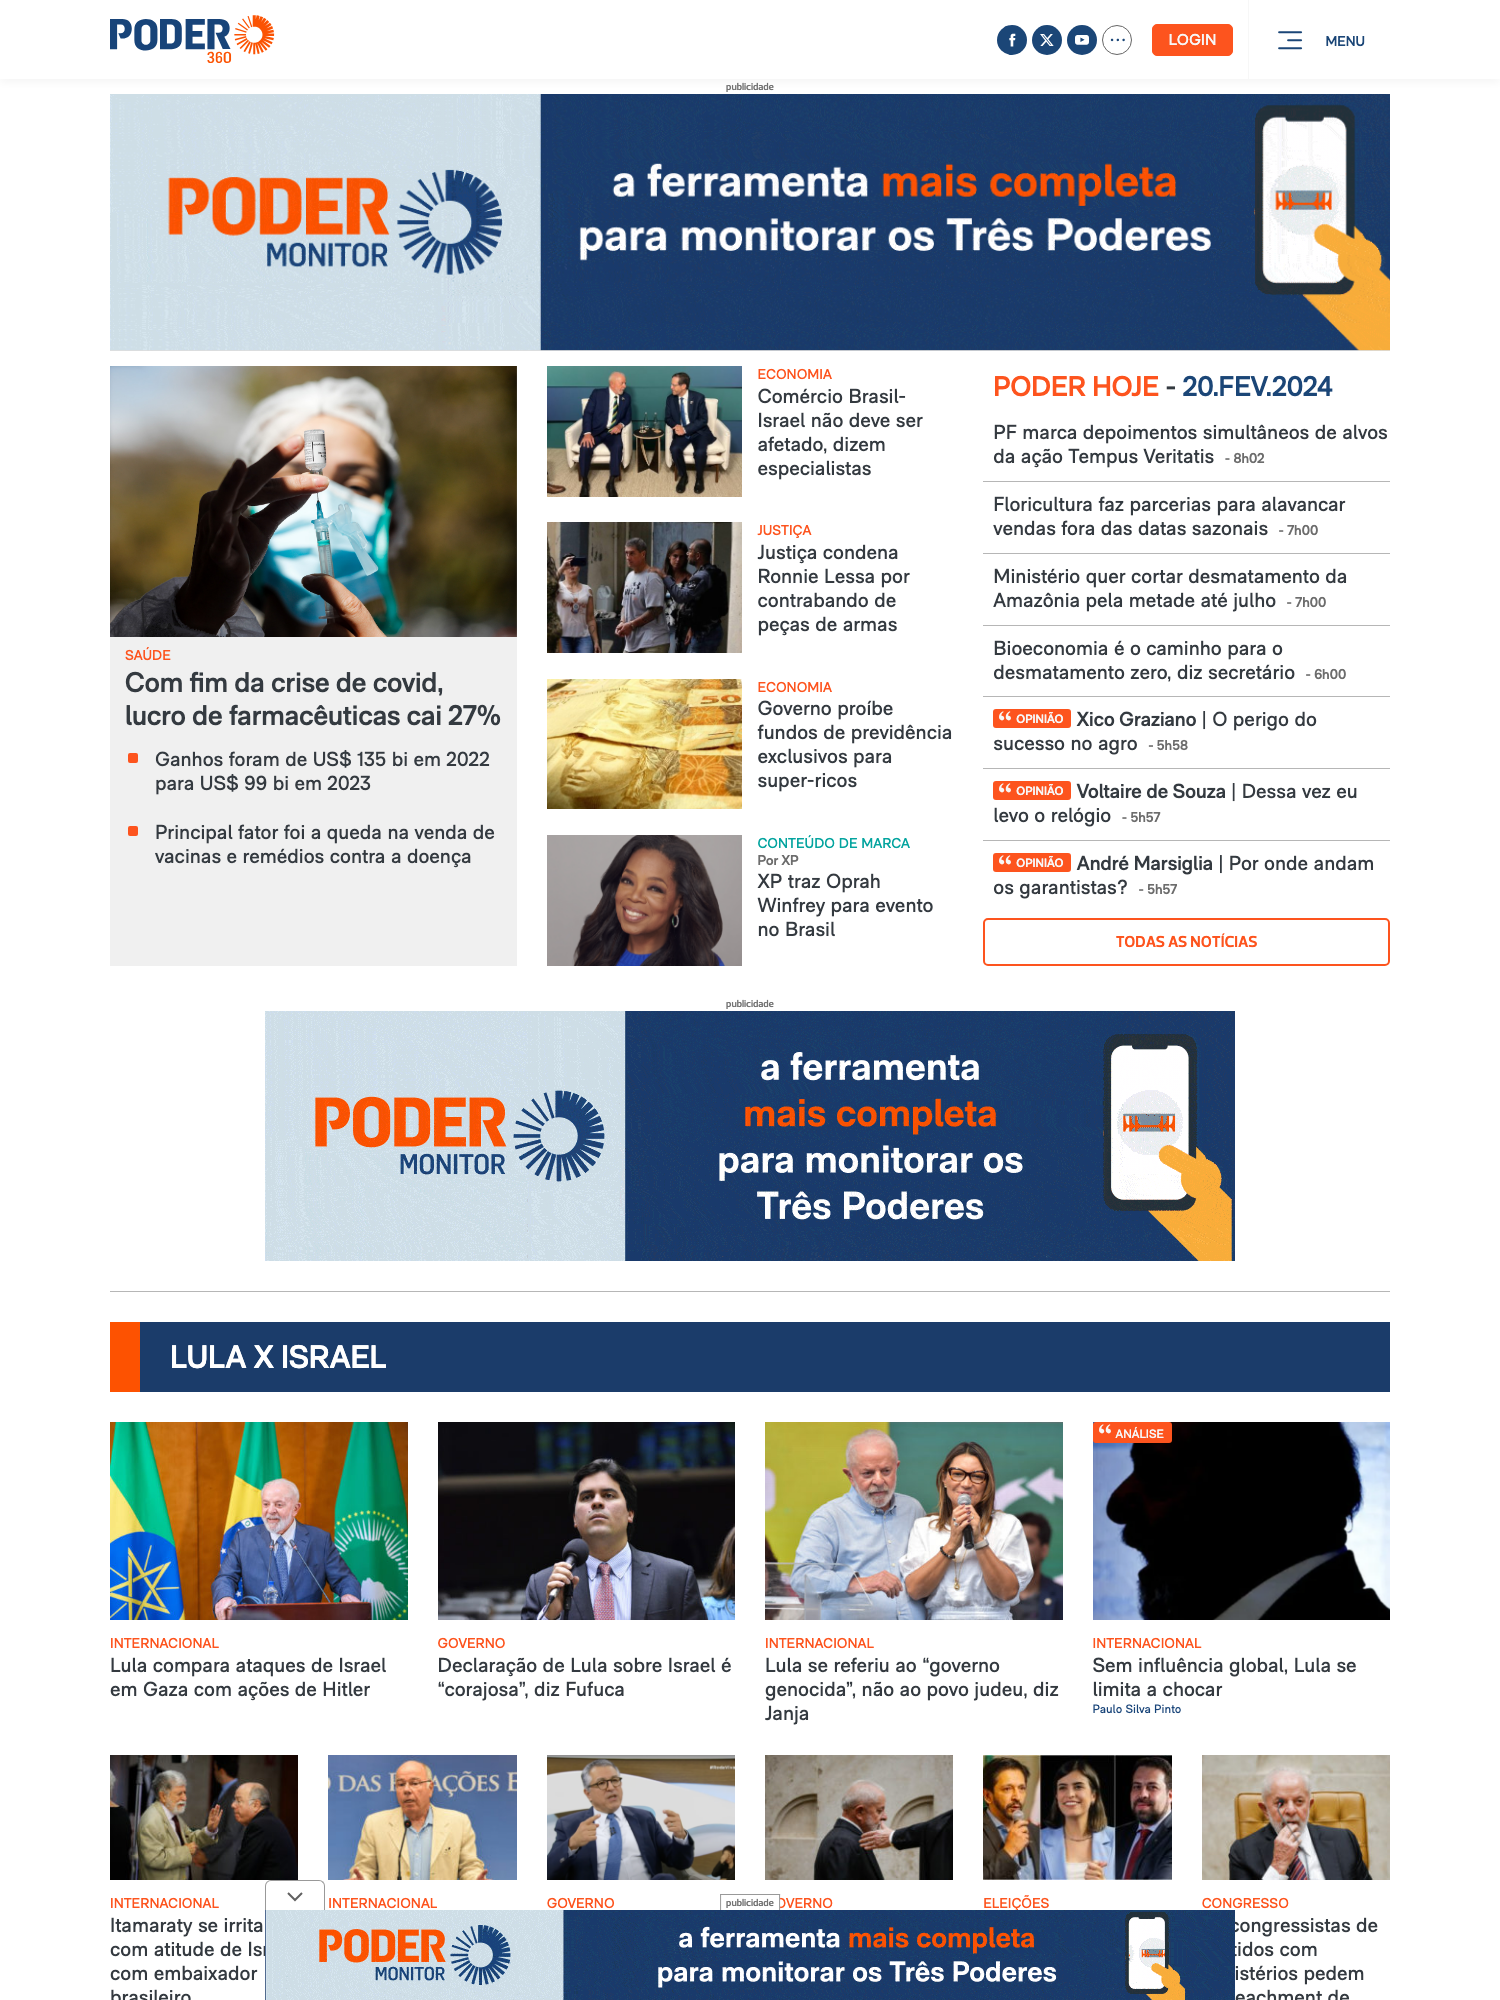 PODER
360
LOGIN
MENU
publicidade
PODER
MONITOR
a ferramenta mais completa
para monitorar os Três Poderes
SAÚDE
Com fim da crise de covid,
lucro de farmacêuticas cai 27%
Ganhos foram de US$ 135 bi em 2022
para US$ 99 bi em 2023
Principal fator foi a queda na venda de
vacinas e remédios contra a doença
ECONOMIA
Comércio Brasil-
Israel não deve ser
afetado, dizem
especialistas
JUSTIÇA
Justiça condena
Ronnie Lessa por
contrabando de
peças de armas
50
ECONOMIA
Governo proíbe
fundos de previdência
exclusivos para
super-ricos
CONTEÚDO DE MARCA
Por XP
XP traz Oprah
Winfrey para evento
no Brasil
PODER HOJE - 20.FEV.2024
PF marca depoimentos simultâneos de alvos
da ação Tempus Veritatis - 8h02
Floricultura faz parcerias para alavancar
vendas fora das datas sazonais - 7h00
Ministério quer cortar desmatamento da
Amazônia pela metade até julho - 7h00
Bioeconomia é o caminho para o
desmatamento zero, diz secretário - 6h00
“ OPINIÃO Xico Graziano | O perigo do
sucesso no agro - 5h58
“ OPINIÃO Voltaire de Souza | Dessa vez eu
levo o relógio - 5h57
“ OPINIÃO André Marsiglia | Por onde andam
os garantistas? - 5h57
TODAS AS NOTÍCIAS
publicidade
PODER
MONITOR
a ferramenta
mais completa
para monitorar os
Três Poderes
LULA X ISRAEL
INTERNACIONAL
Lula compara ataques de Israel
em Gaza com ações de Hitler
GOVERNO
Declaração de Lula sobre Israel é
“corajosa”, diz Fufuca
INTERNACIONAL
Lula se referiu ao “governo
genocida”, não ao povo judeu, diz
Janja
“ ANÁLISE
INTERNACIONAL
Sem influência global, Lula se
limita a chocar
Paulo Silva Pinto
INTERNACIONAL
Itamaraty se irrita
com atitude de Isr
com embaixador
brasileiro
DAS AÇÕES E
INTERNACIONAL
GOVERNO
OVERNO
ELEIÇÕES
CONGRESSO
congressistas de
tidos com
istérios pedem
eachment de
publicidade
PODER
MONITOR
a ferramenta mais completa
para monitorar os Três Poderes